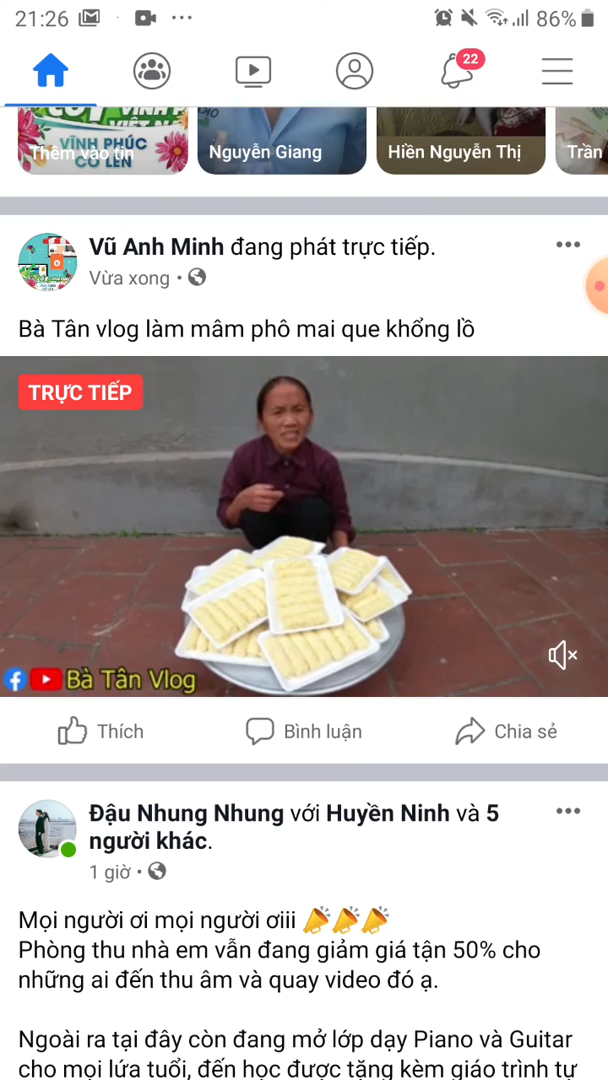 21:26
86%
22
VĨNH PHÚC
CỐ LÊN
Thêm vào tin
Nguyễn Giang
Hiền Nguyễn Thị
Trần
Vũ Anh Minh đang phát trực tiếp.
Vừa xong
Bà Tân vlog làm mâm phô mai que khổng lồ
TRỰC TIẾP
Bà Tân Vlog
Thích
Bình luận
Chia sẻ
Đậu Nhung Nhung với Huyền Ninh và 5
người khác.
1 giờ
Mọi người ơi mọi người ơiii 📣📣📣
Phòng thu nhà em vẫn đang giảm giá tận 50% cho
những ai đến thu âm và quay video đó ạ.
Ngoài ra tại đây còn đang mở lớp dạy Piano và Guitar
cho mọi lứa tuổi, đến học được tặng kèm giáo trình tự